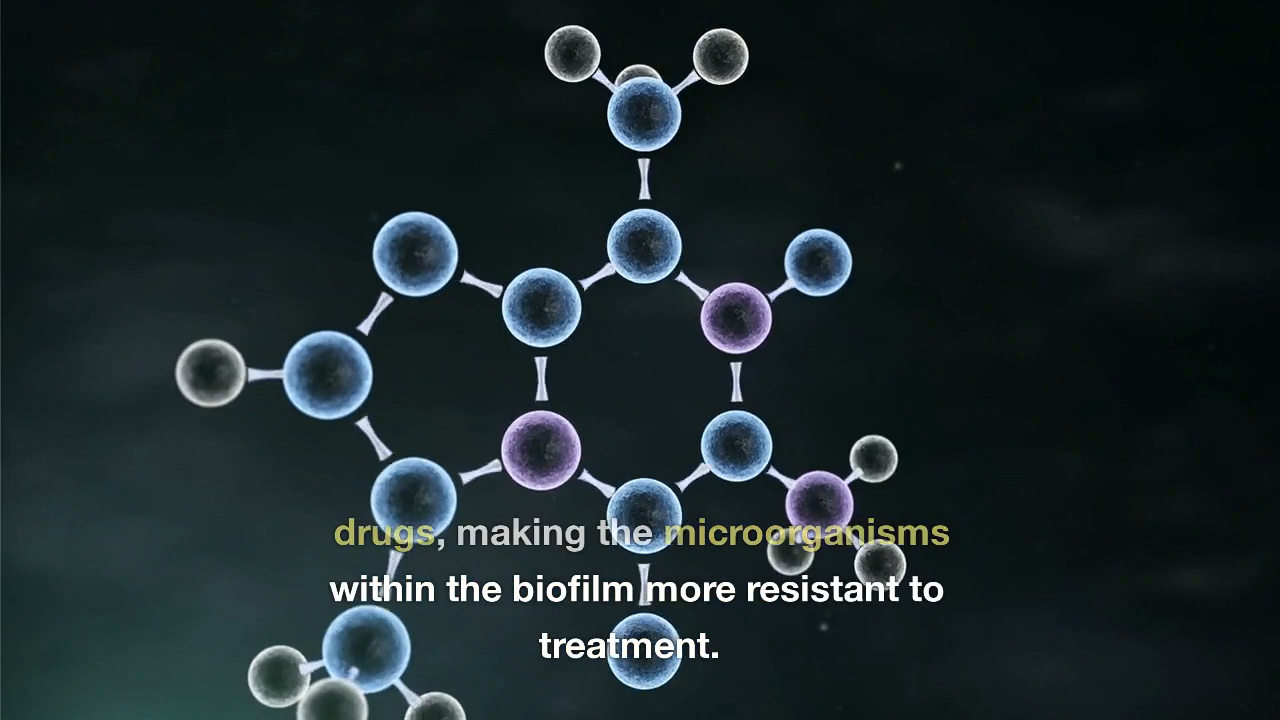 drugs, making the microorganisms
within the biofilm more resistant to
treatment.